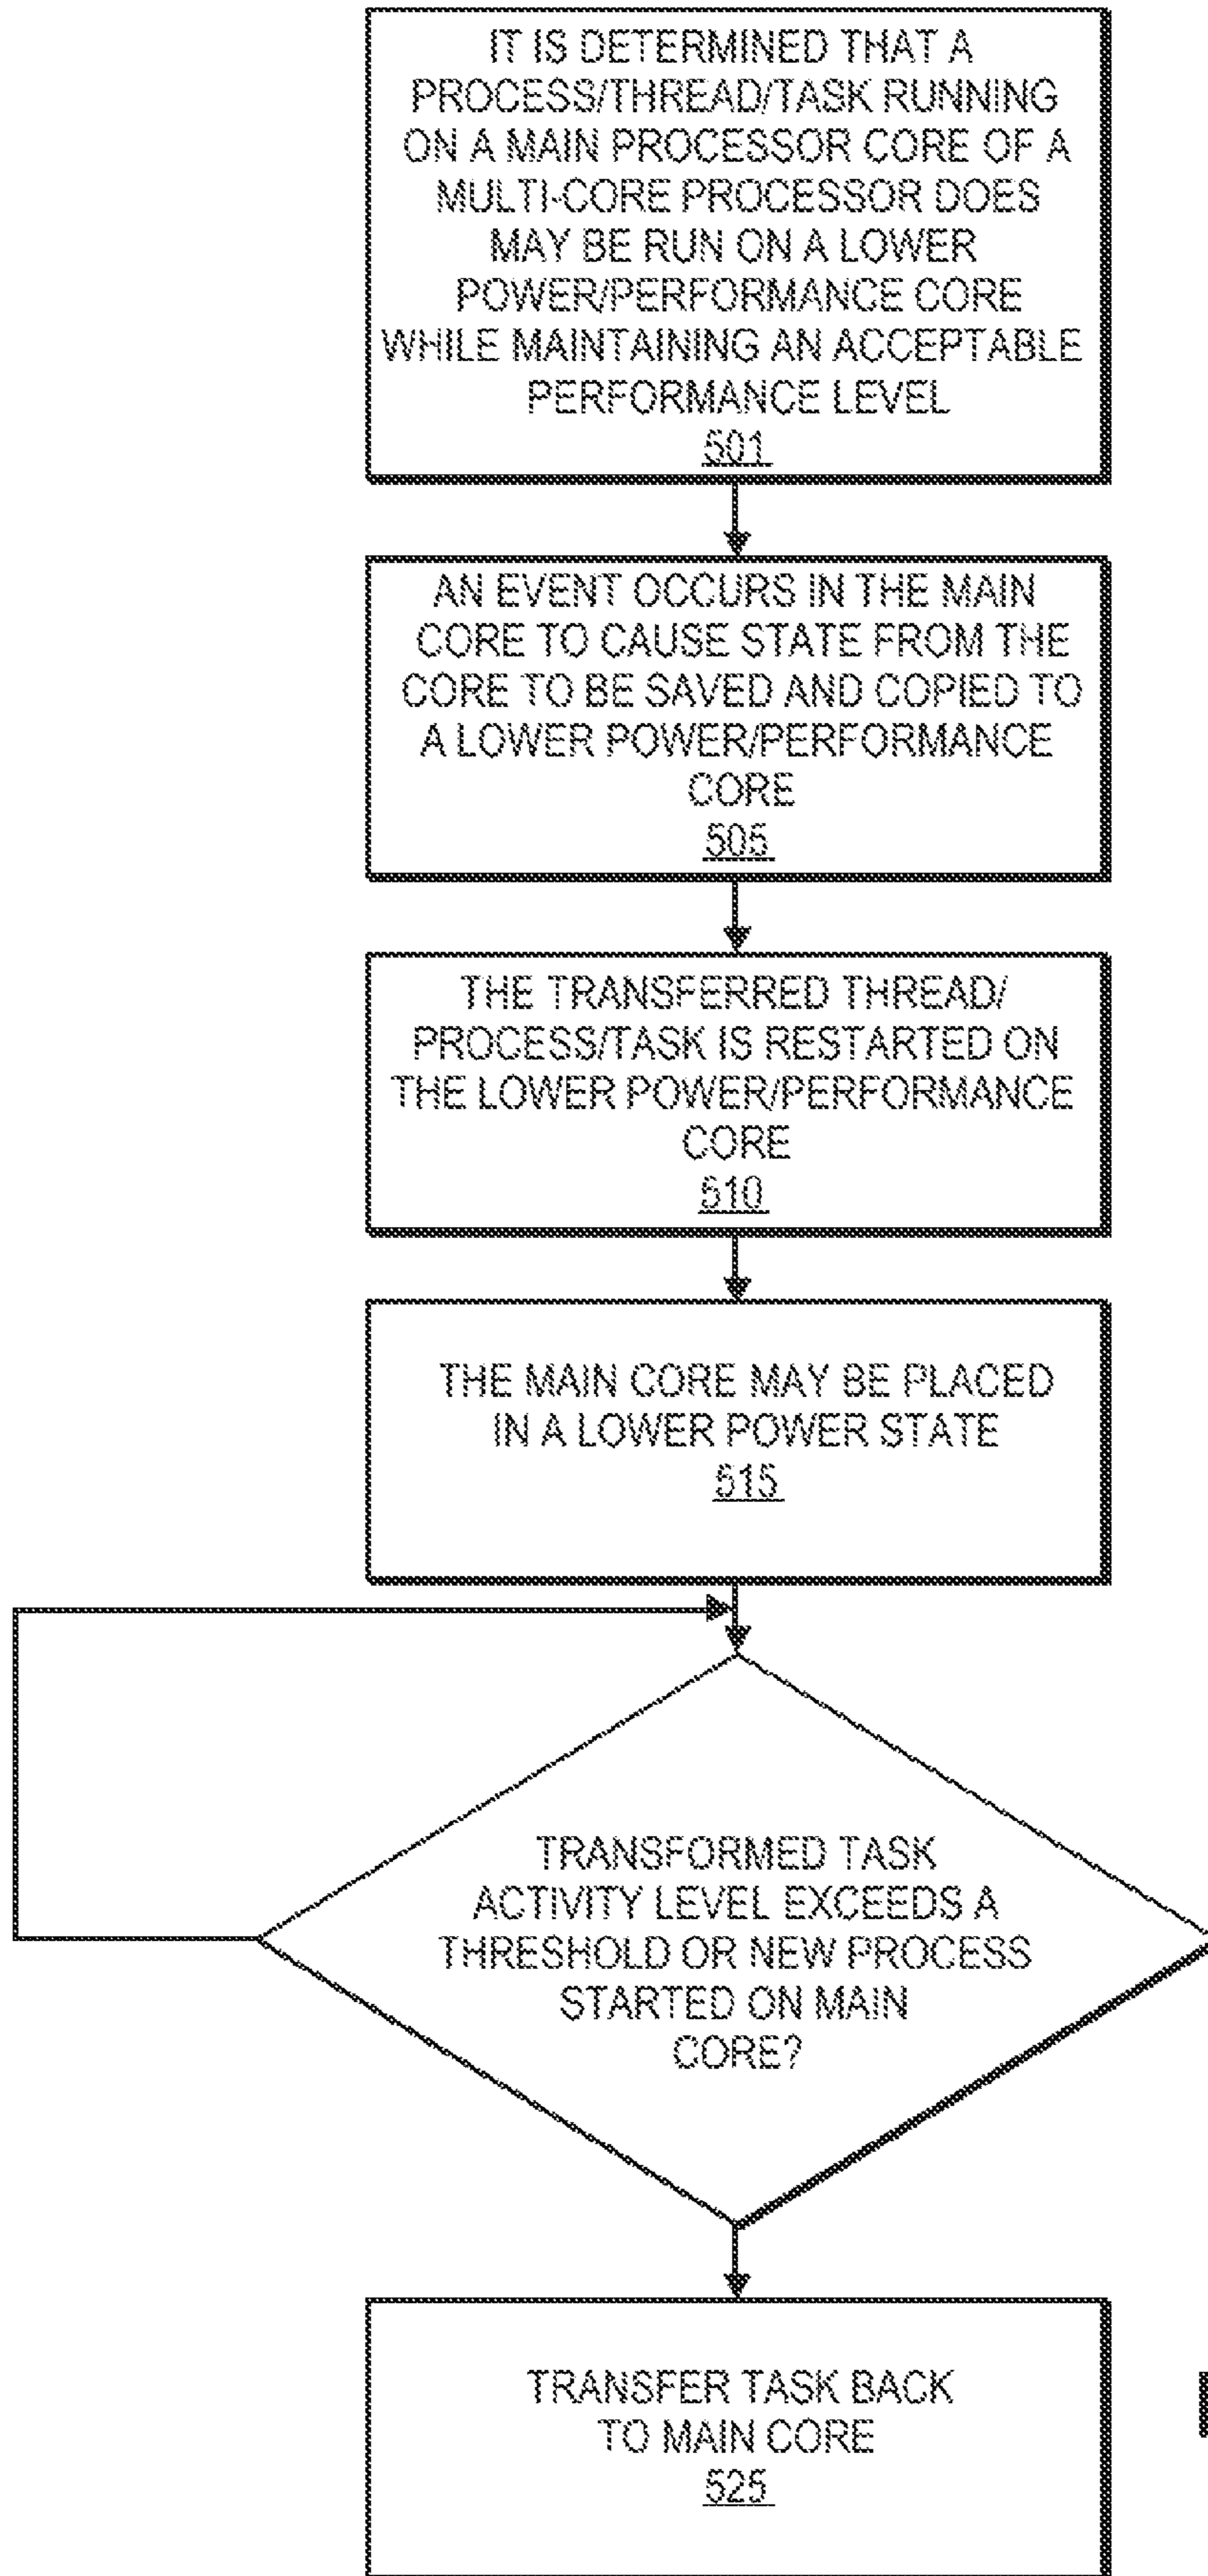 IT IS DETERMINED THAT A
PROCESS/THREAD/TASK RUNNING
ON A MAIN PROCESSOR CORE OF A
MULTI-CORE PROCESSOR DOES
MAY BE RUN ON A LOWER
POWER/PERFORMANCE CORE
WHILE MAINTAINING AN ACCEPTABLE
PERFORMANCE LEVEL
501
AN EVENT OCCURS IN THE MAIN
CORE TO CAUSE STATE FROM THE
CORE TO BE SAVED AND COPIED TO
A LOWER POWER/PERFORMANCE
CORE
505
THE TRANSFERRED THREAD/
PROCESS/TASK IS RESTARTED ON
THE LOWER POWER/PERFORMANCE
CORE
510
THE MAIN CORE MAY BE PLACED
IN A LOWER POWER STATE
515
TRANSFORMED TASK
ACTIVITY LEVEL EXCEEDS A
THRESHOLD OR NEW PROCESS
STARTED ON MAIN
CORE?
TRANSFER TASK BACK
TO MAIN CORE
525